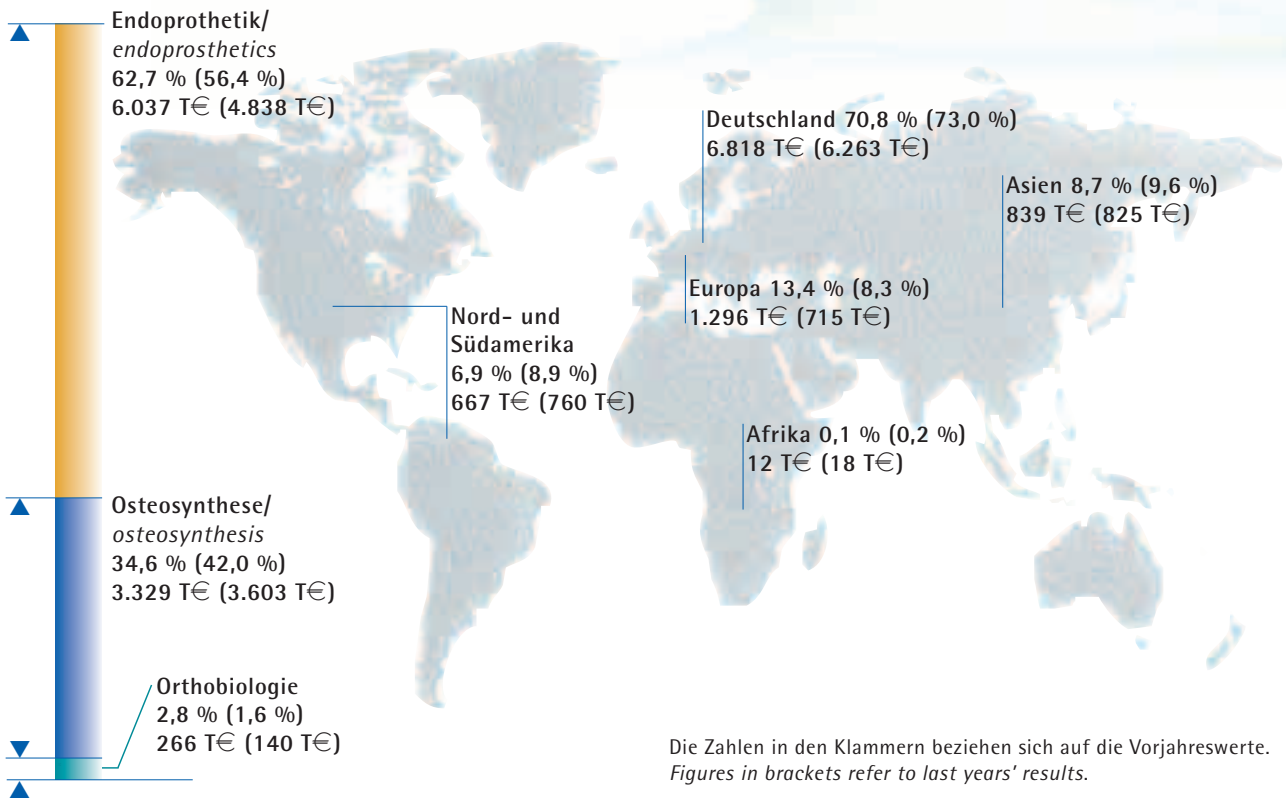 Endoprothetik/
endoprosthetics
62,7 % (56,4 %)
6.037 T€ (4.838 T€)
Deutschland 70,8 % (73,0 %)
6.818 T€ (6.263 T€)
Asien 8,7 % (9,6 %)
839 T€ (825 T€)
Europa 13,4 % (8,3 %)
1.296 T€ (715 T€)
Nord- und
Südamerika
6,9 % (8,9 %)
667 T€ (760 T€)
Afrika 0,1 % (0,2 %)
12 T€ (18 T€)
Osteosynthese/
osteosynthesis
34,6 % (42,0 %)
3.329 T€ (3.603 T€)
Orthobiologie
2,8 % (1,6 %)
266 T€ (140 T€)
Die Zahlen in den Klammern beziehen sich auf die Vorjahreswerte.
Figures in brackets refer to last years' results.